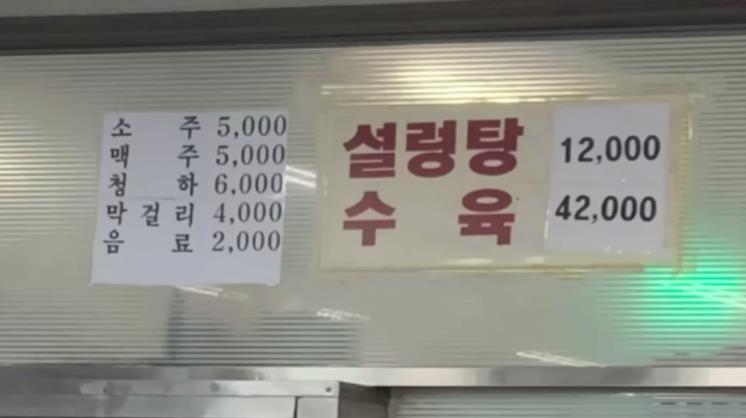 소 주 5,000
맥 주 5,000
청 하 6,000
막걸리 4,000
음 료 2,000
설렁탕 12,000
수 육 42,000